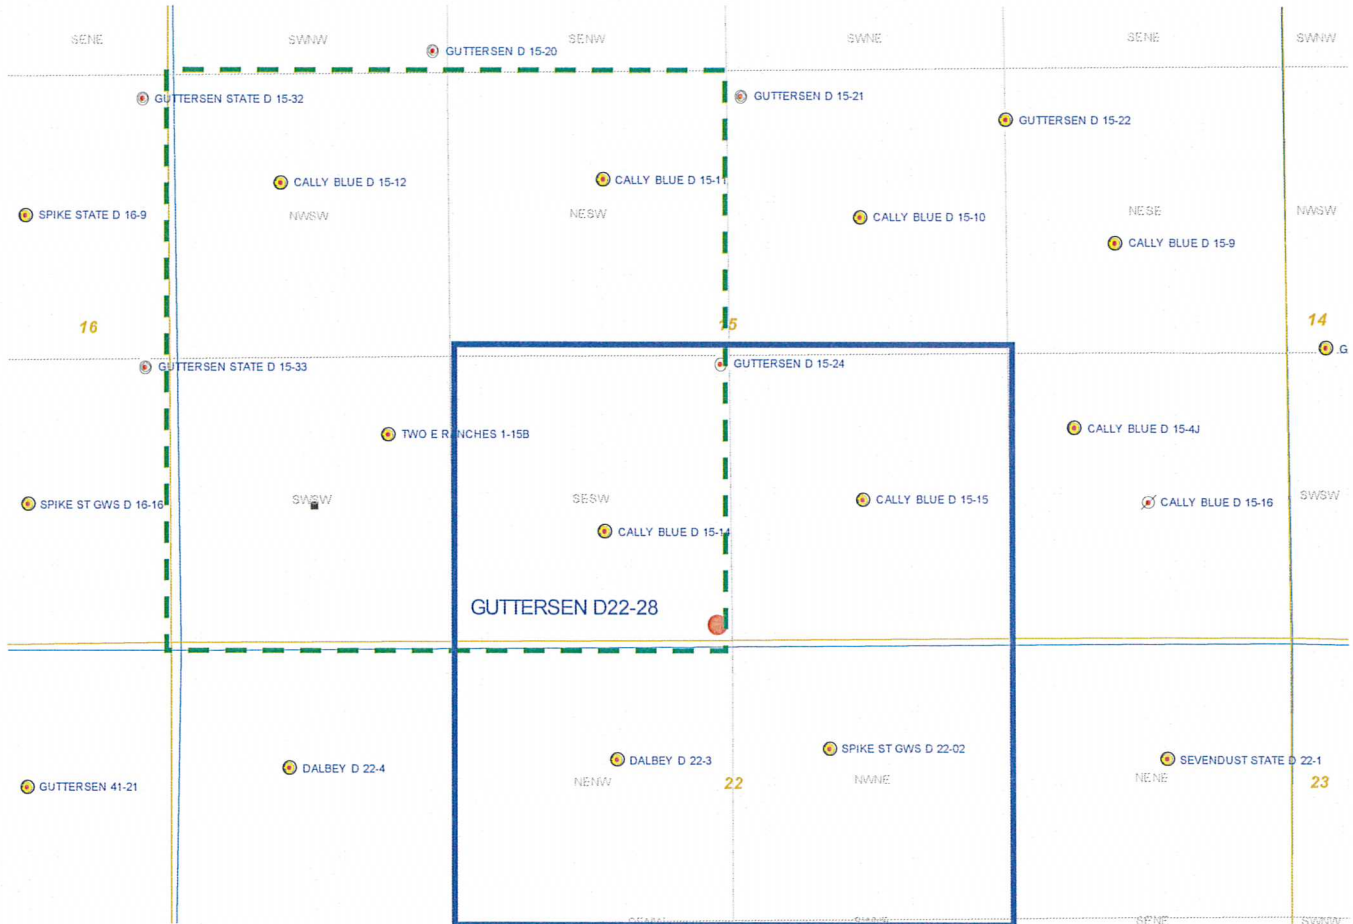 SENE
SWNW
SENW
SWNE
SENE
SWNW
GUTTERSEN D 15-20
GUTTERSEN STATE D 15-32
GUTTERSEN D 15-21
GUTTERSEN D 15-22
CALLY BLUE D 15-12
CALLY BLUE D 15-11
SPIKE STATE D 16-9
NWSW
NESW
CALLY BLUE D 15-10
NESE
NWSW
CALLY BLUE D 15-9
16
15
14
G
GUTTERSEN STATE D 15-33
GUTTERSEN D 15-24
TWO E RANCHES 1-15B
CALLY BLUE D 15-4J
SPIKE ST GWS D 16-16
SWSW
SESW
CALLY BLUE D 15-15
CALLY BLUE D 15-16
SWSW
CALLY BLUE D 15-14
GUTTERSEN D22-28
DALBEY D 22-4
DALBEY D 22-3
SPIKE ST GWS D 22-02
SEVENDUST STATE D 22-1
GUTTERSEN 41-21
NENW
22
NWNE
NENE
23